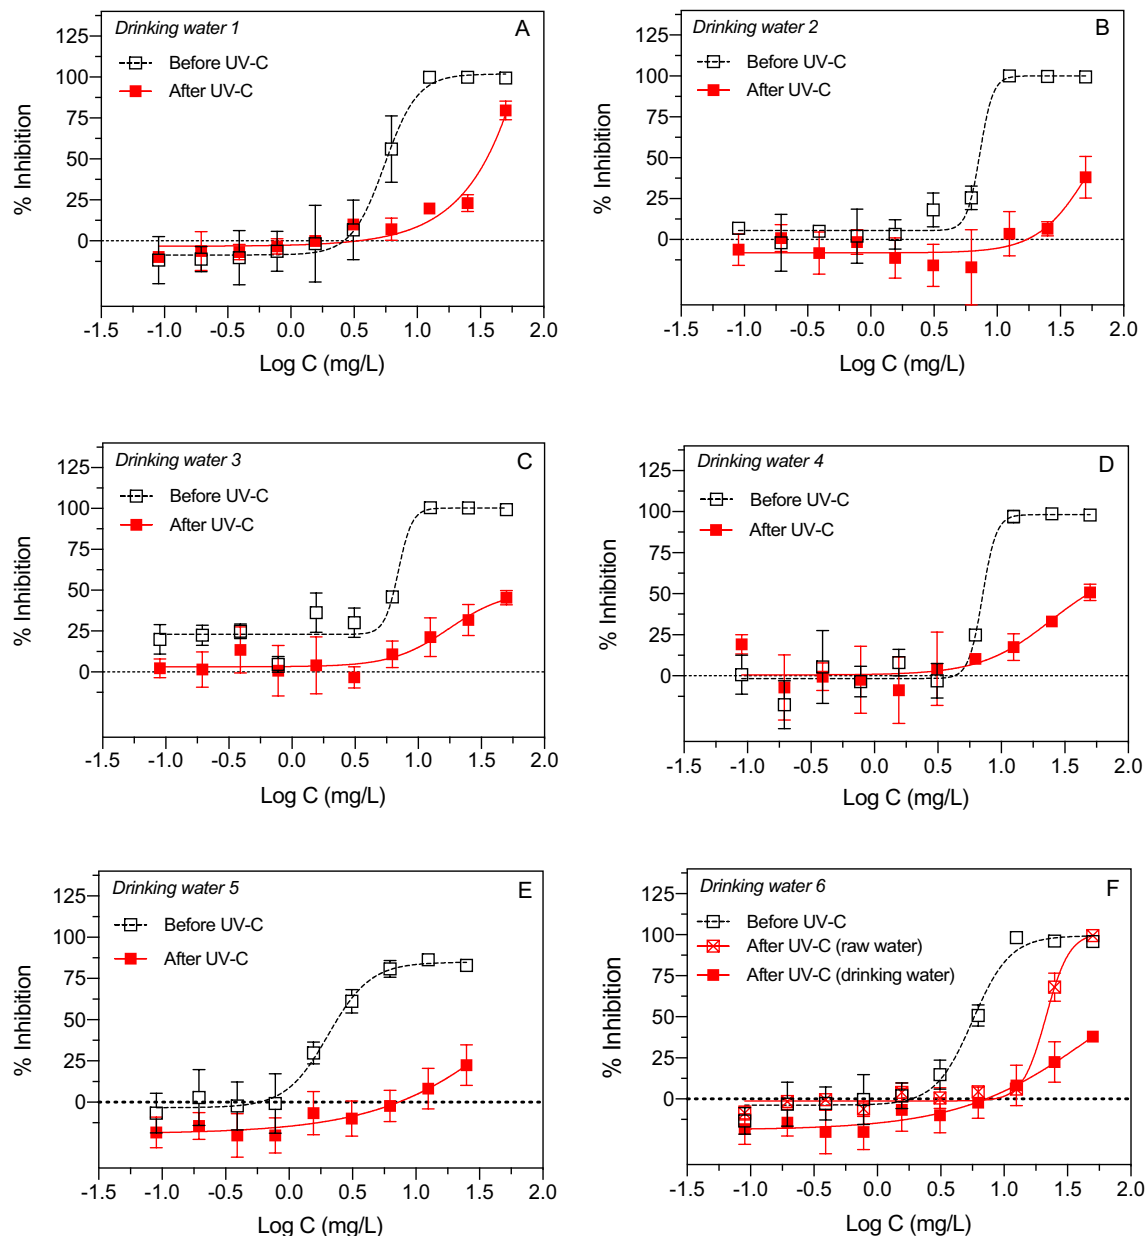 Drinking water 1
A
Before UV-C
After UV-C
% Inhibition
125
100
75
50
25
0
-1.5 -1.0 -0.5 0.0 0.5 1.0 1.5 2.0
Log C (mg/L)
Drinking water 2
B
Before UV-C
After UV-C
% Inhibition
125
100
75
50
25
0
-1.5 -1.0 -0.5 0.0 0.5 1.0 1.5 2.0
Log C (mg/L)
Drinking water 3
C
Before UV-C
After UV-C
% Inhibition
125
100
75
50
25
0
-1.5 -1.0 -0.5 0.0 0.5 1.0 1.5 2.0
Log C (mg/L)
Drinking water 4
D
Before UV-C
After UV-C
% Inhibition
125
100
75
50
25
0
-1.5 -1.0 -0.5 0.0 0.5 1.0 1.5 2.0
Log C (mg/L)
Drinking water 5
E
Before UV-C
After UV-C
% Inhibition
125
100
75
50
25
0
-1.5 -1.0 -0.5 0.0 0.5 1.0 1.5 2.0
Log C (mg/L)
Drinking water 6
F
Before UV-C
After UV-C (raw water)
After UV-C (drinking water)
% Inhibition
125
100
75
50
25
0
-1.5 -1.0 -0.5 0.0 0.5 1.0 1.5 2.0
Log C (mg/L)